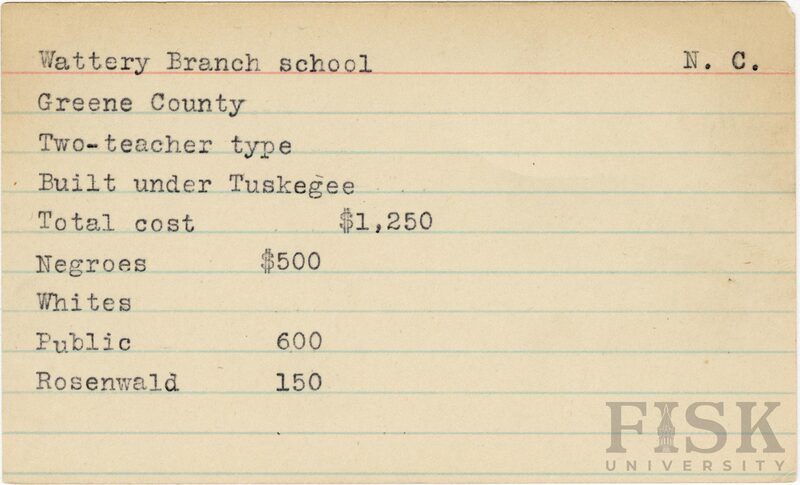 Wattery Branch school N. C.
Greene County
Two-teacher type
Built under Tuskegee
Total cost $1,250
Negroes $500
Whites
Public 600
Rosenwald 150
FISK
UNIVERSITY